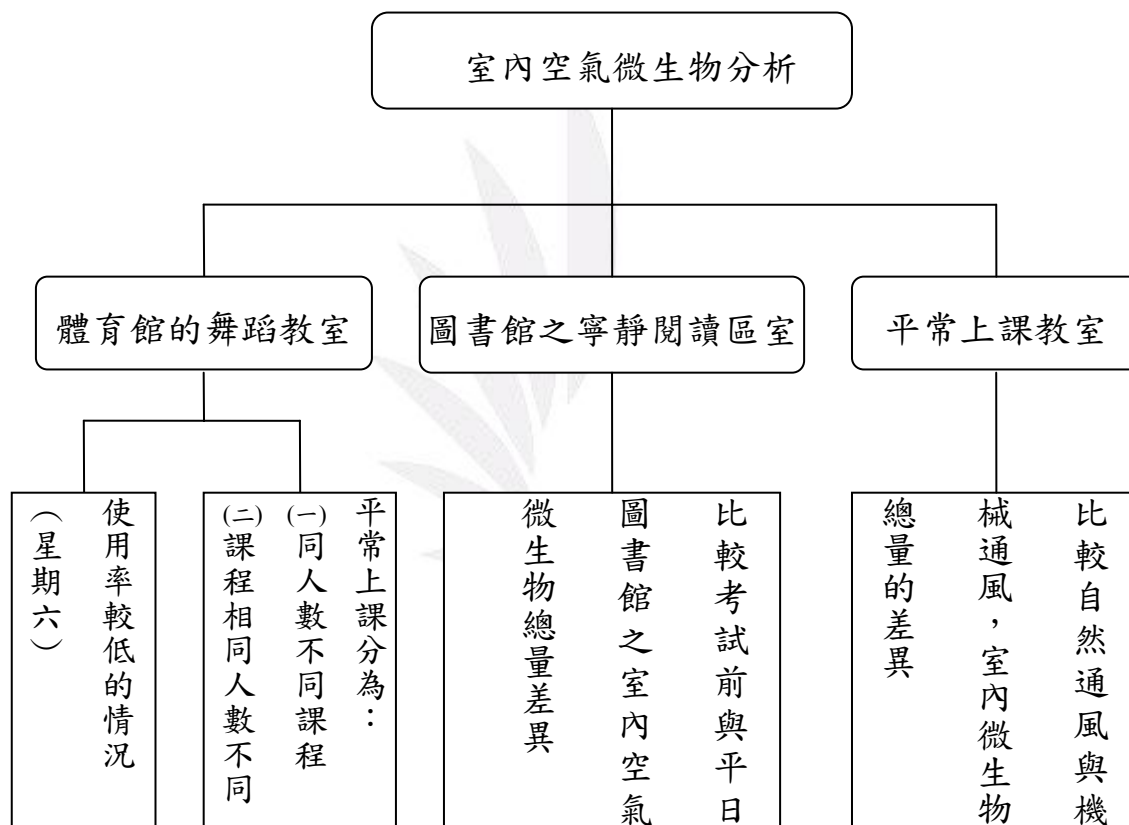 室內空氣微生物分析
體育館的舞蹈教室
圖書館之寧靜閱讀區室
平常上課教室
使用率較低的情況
（星期六）
平常上課分為：
(一)同人數不同課程
(二)課程相同人數不同
比較考試前與平日
圖書館之室內空氣
微生物總量差異
比較自然通風與機
械通風，室內微生物
總量的差異